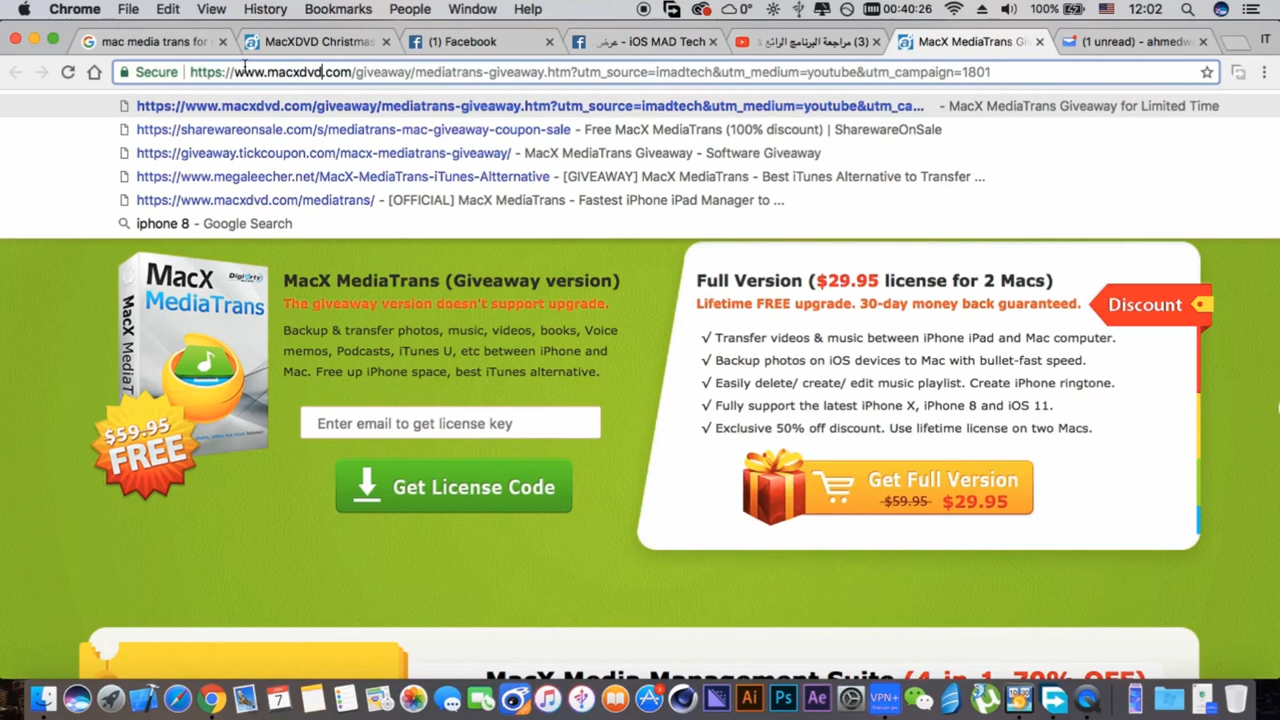 Chrome File Edit View History Bookmarks People Window Help 0° 00:40:26 100% 12:02
mac media trans for MacXDVD Christmas (1) Facebook عرض - iOS MAD Tech (3) مراجعة البرنامج الرائع MacX MediaTrans Gi (1 unread) - ahmedw IT
Secure https://www.macxdvd.com/giveaway/mediatrans-giveaway.htm?utm_source=imadtech&utm_medium=youtube&utm_campaign=1801
https://www.macxdvd.com/giveaway/mediatrans-giveaway.htm?utm_source=imadtech&utm_medium=youtube&utm_ca... - MacX MediaTrans Giveaway for Limited Time
https://sharewareonsale.com/s/mediatrans-mac-giveaway-coupon-sale - Free MacX MediaTrans (100% discount) | SharewareOnSale
https://giveaway.tickcoupon.com/macx-mediatrans-giveaway/ - MacX MediaTrans Giveaway - Software Giveaway
https://www.megaleecher.net/MacX-MediaTrans-iTunes-Altternative - [GIVEAWAY] MacX MediaTrans - Best iTunes Alternative to Transfer ...
https://www.macxdvd.com/mediatrans/ - [OFFICIAL] MacX MediaTrans - Fastest iPhone iPad Manager to ...
iphone 8 - Google Search
MacX
MediaTrans
Digiarty
MacX MediaT
$59.95
FREE
MacX MediaTrans (Giveaway version)
The giveaway version doesn't support upgrade.
Backup & transfer photos, music, videos, books, Voice
memos, Podcasts, iTunes U, etc between iPhone and
Mac. Free up iPhone space, best iTunes alternative.
Enter email to get license key
Get License Code
Full Version ($29.95 license for 2 Macs)
Lifetime FREE upgrade. 30-day money back guaranteed.
Discount
√ Transfer videos & music between iPhone iPad and Mac computer.
√ Backup photos on iOS devices to Mac with bullet-fast speed.
√ Easily delete/ create/ edit music playlist. Create iPhone ringtone.
√ Fully support the latest iPhone X, iPhone 8 and iOS 11.
√ Exclusive 50% off discount. Use lifetime license on two Macs.
Get Full Version
$59.95 $29.95
MacX Media Management Suite (4 in 1, 70% OFF)
7 Ai Ps Ae VPN+